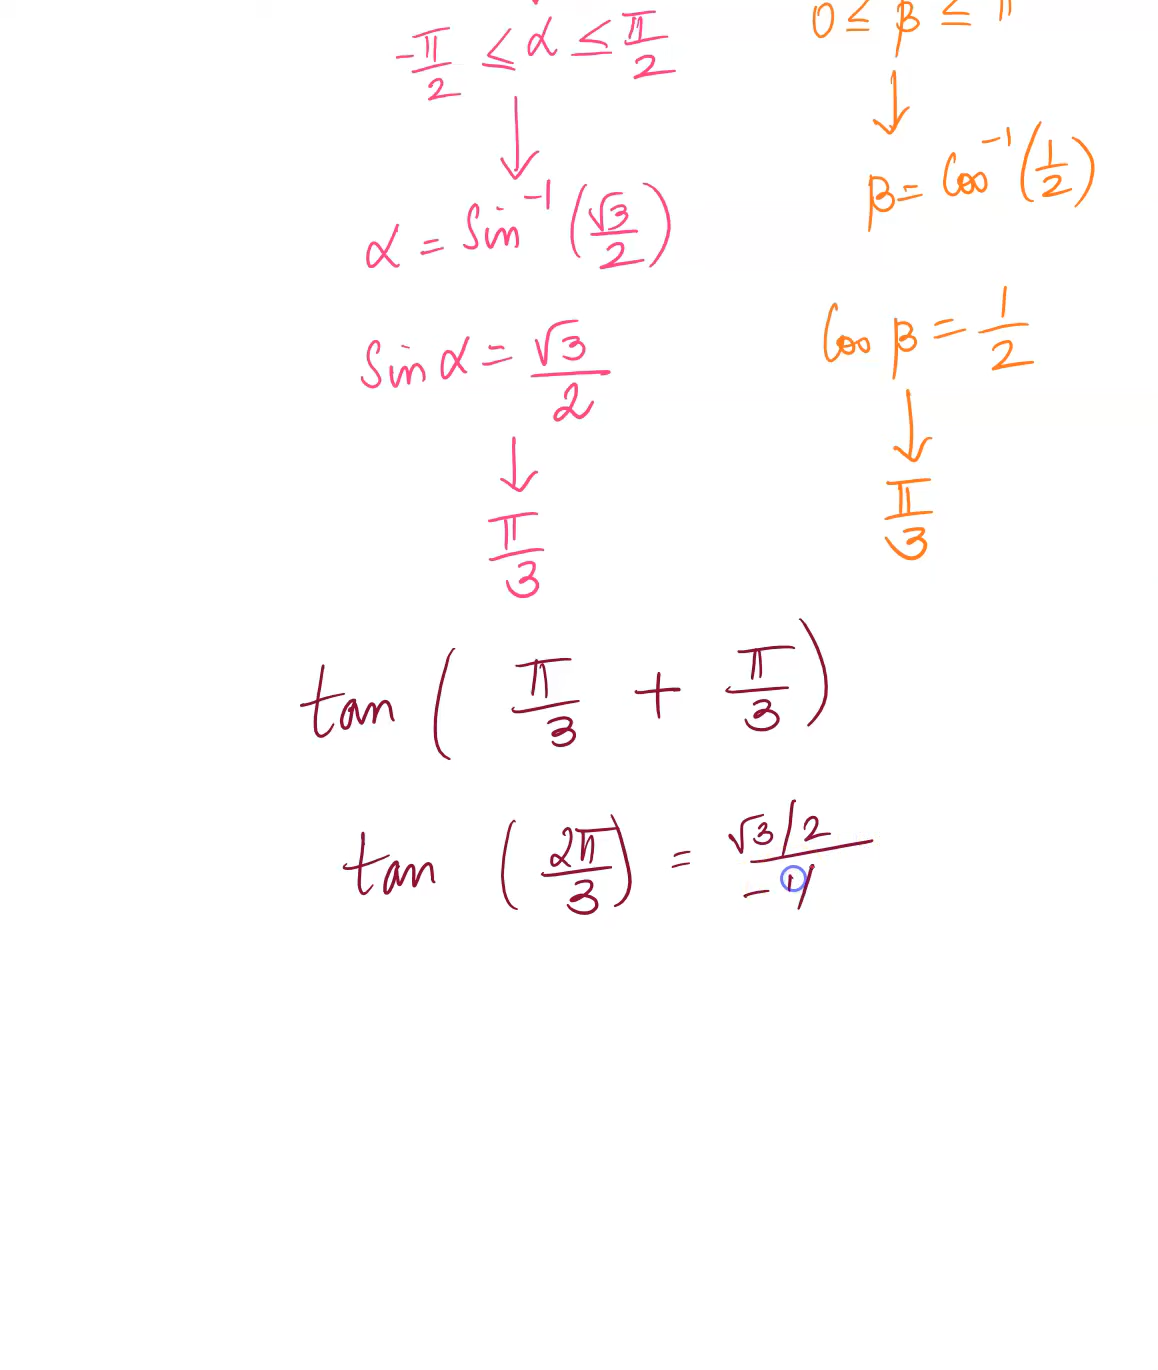 -π/2 ≤ α ≤ π/2
0 ≤ β ≤ π
β = Cos⁻¹(1/2)
α = Sin⁻¹(√3/2)
Cos β = 1/2
Sin α = √3/2
π/3
π/3
tan(π/3 + π/3)
tan(2π/3) = (√3/2)/(-1/